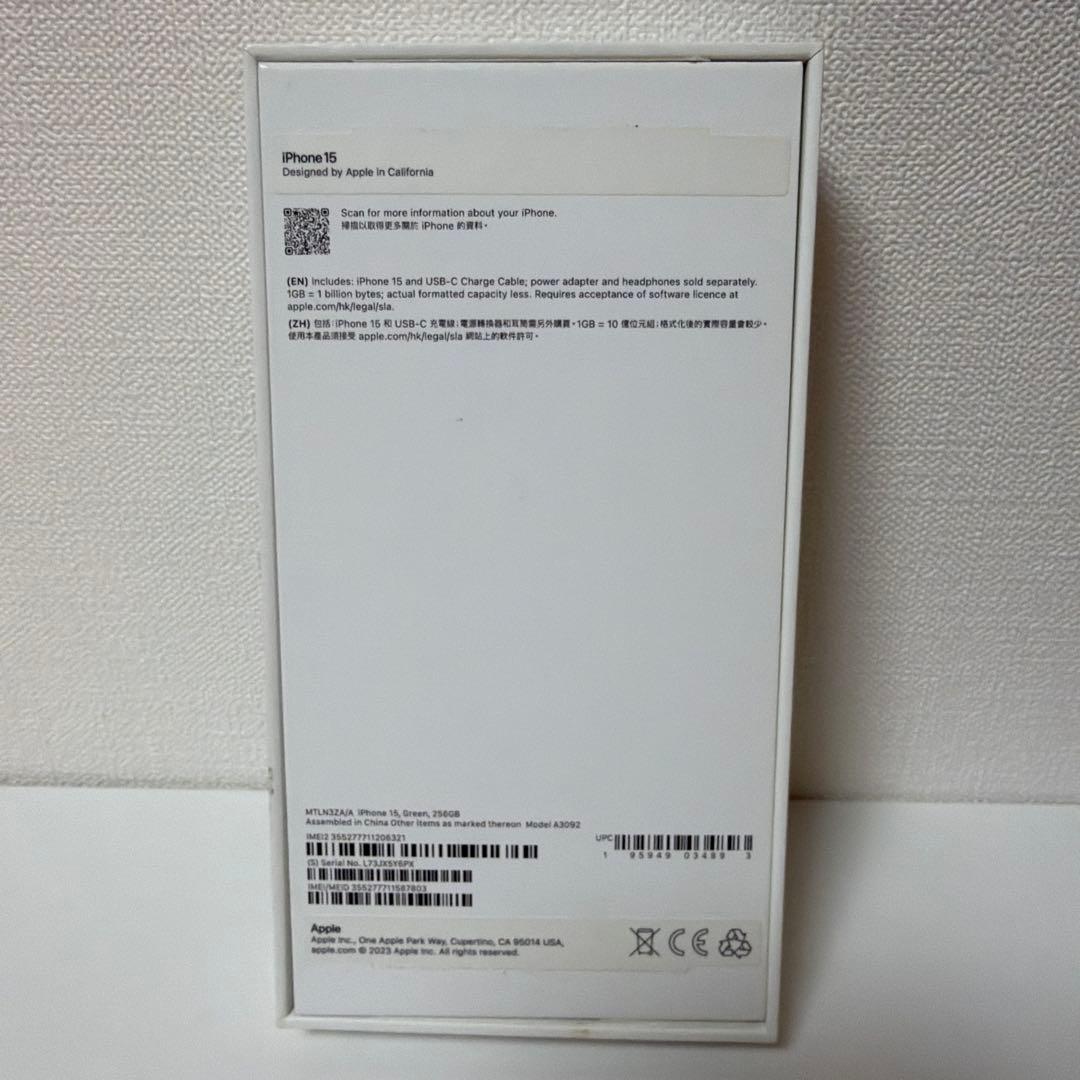 iPhone 15
Designed by Apple in California
Scan for more information about your iPhone.
掃描以取得更多關於 iPhone 的資料。
(EN) Includes: iPhone 15 and USB-C Charge Cable; power adapter and headphones sold separately.
1GB = 1 billion bytes; actual formatted capacity less. Requires acceptance of software licence at
apple.com/hk/legal/sla.
(ZH) 包括：iPhone 15 和 USB-C 充電線；電源轉換器和耳筒需另外購買。1GB = 10 億位元組；格式化後的實際容量會較少。
使用本產品須接受 apple.com/hk/legal/sla 網站上的軟件許可。
MTLN3ZA/A iPhone 15, Green, 256GB
Assembled in China Other items as marked thereon Model A3092
IMEI2 355277711206321
UPC
1 95949 03489 3
(S) Serial No. L73JX5Y6PX
IMEI/MEID 355277711587803
Apple
Apple Inc., One Apple Park Way, Cupertino, CA 95014 USA,
apple.com © 2023 Apple Inc. All rights reserved.
CE